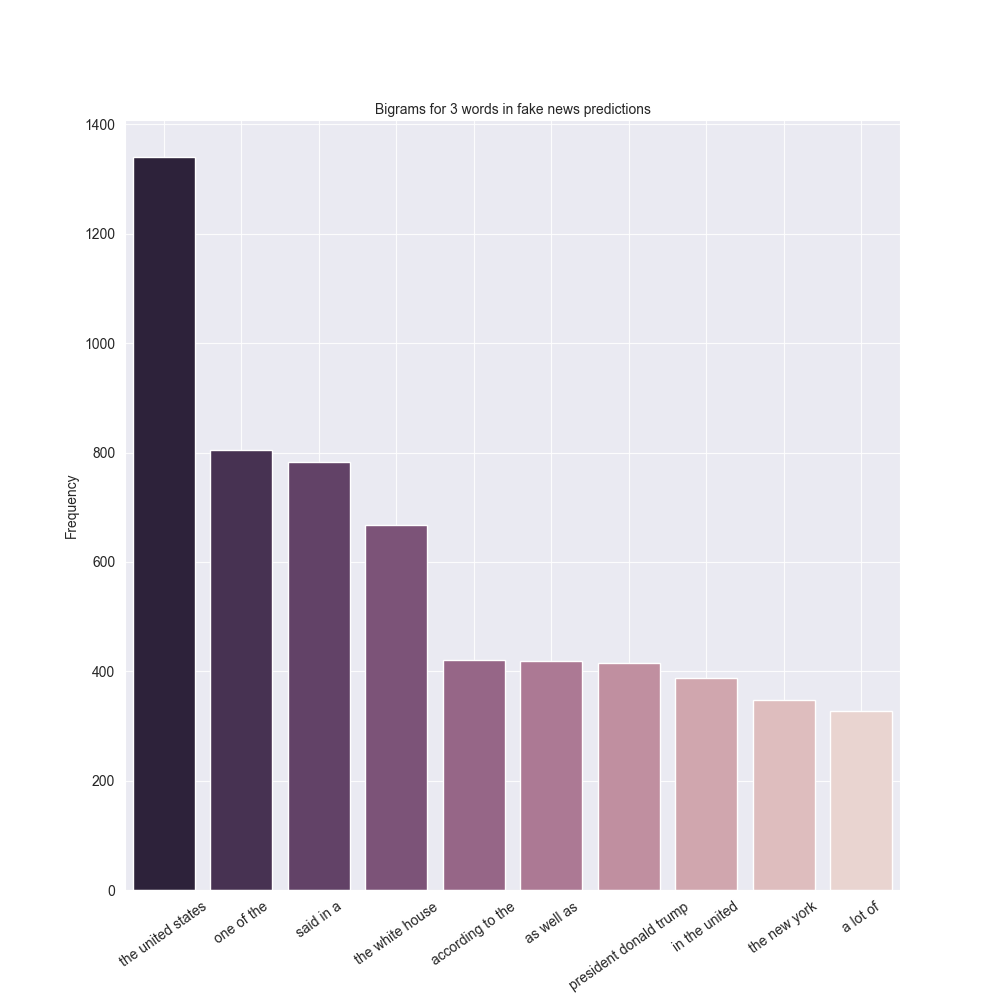 Bigrams for 3 words in fake news predictions
1400
1200
1000
800
600
400
200
0
Frequency
the united states
one of the
said in a
the white house
according to the
as well as
president donald trump
in the united
the new york
a lot of